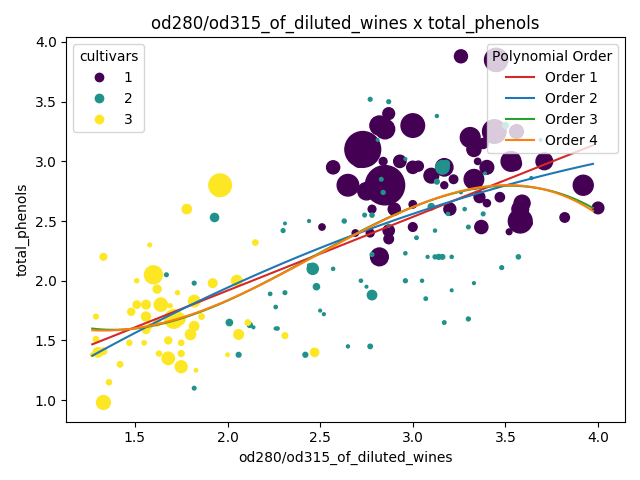 od280/od315_of_diluted_wines x total_phenols
cultivars
1
2
3
Polynomial Order
Order 1
Order 2
Order 3
Order 4
total_phenols
4.0
3.5
3.0
2.5
2.0
1.5
1.0
1.5 2.0 2.5 3.0 3.5 4.0
od280/od315_of_diluted_wines